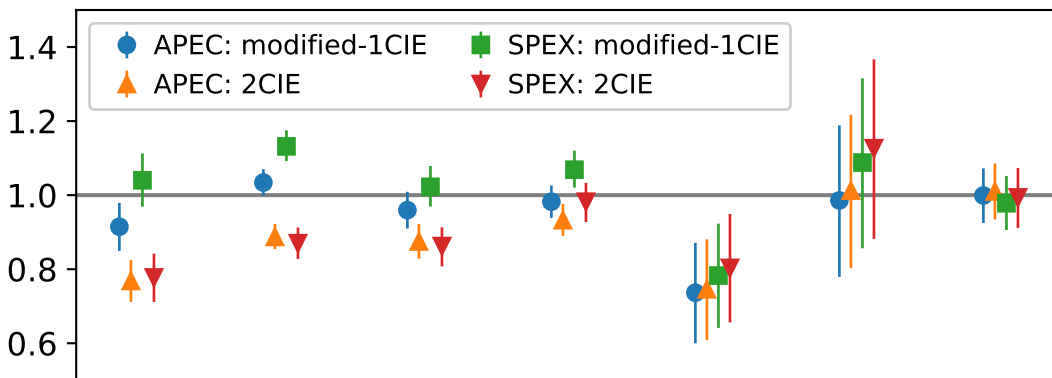 1.4
1.2
1.0
0.8
0.6
APEC: modified-1CIE
APEC: 2CIE
SPEX: modified-1CIE
SPEX: 2CIE